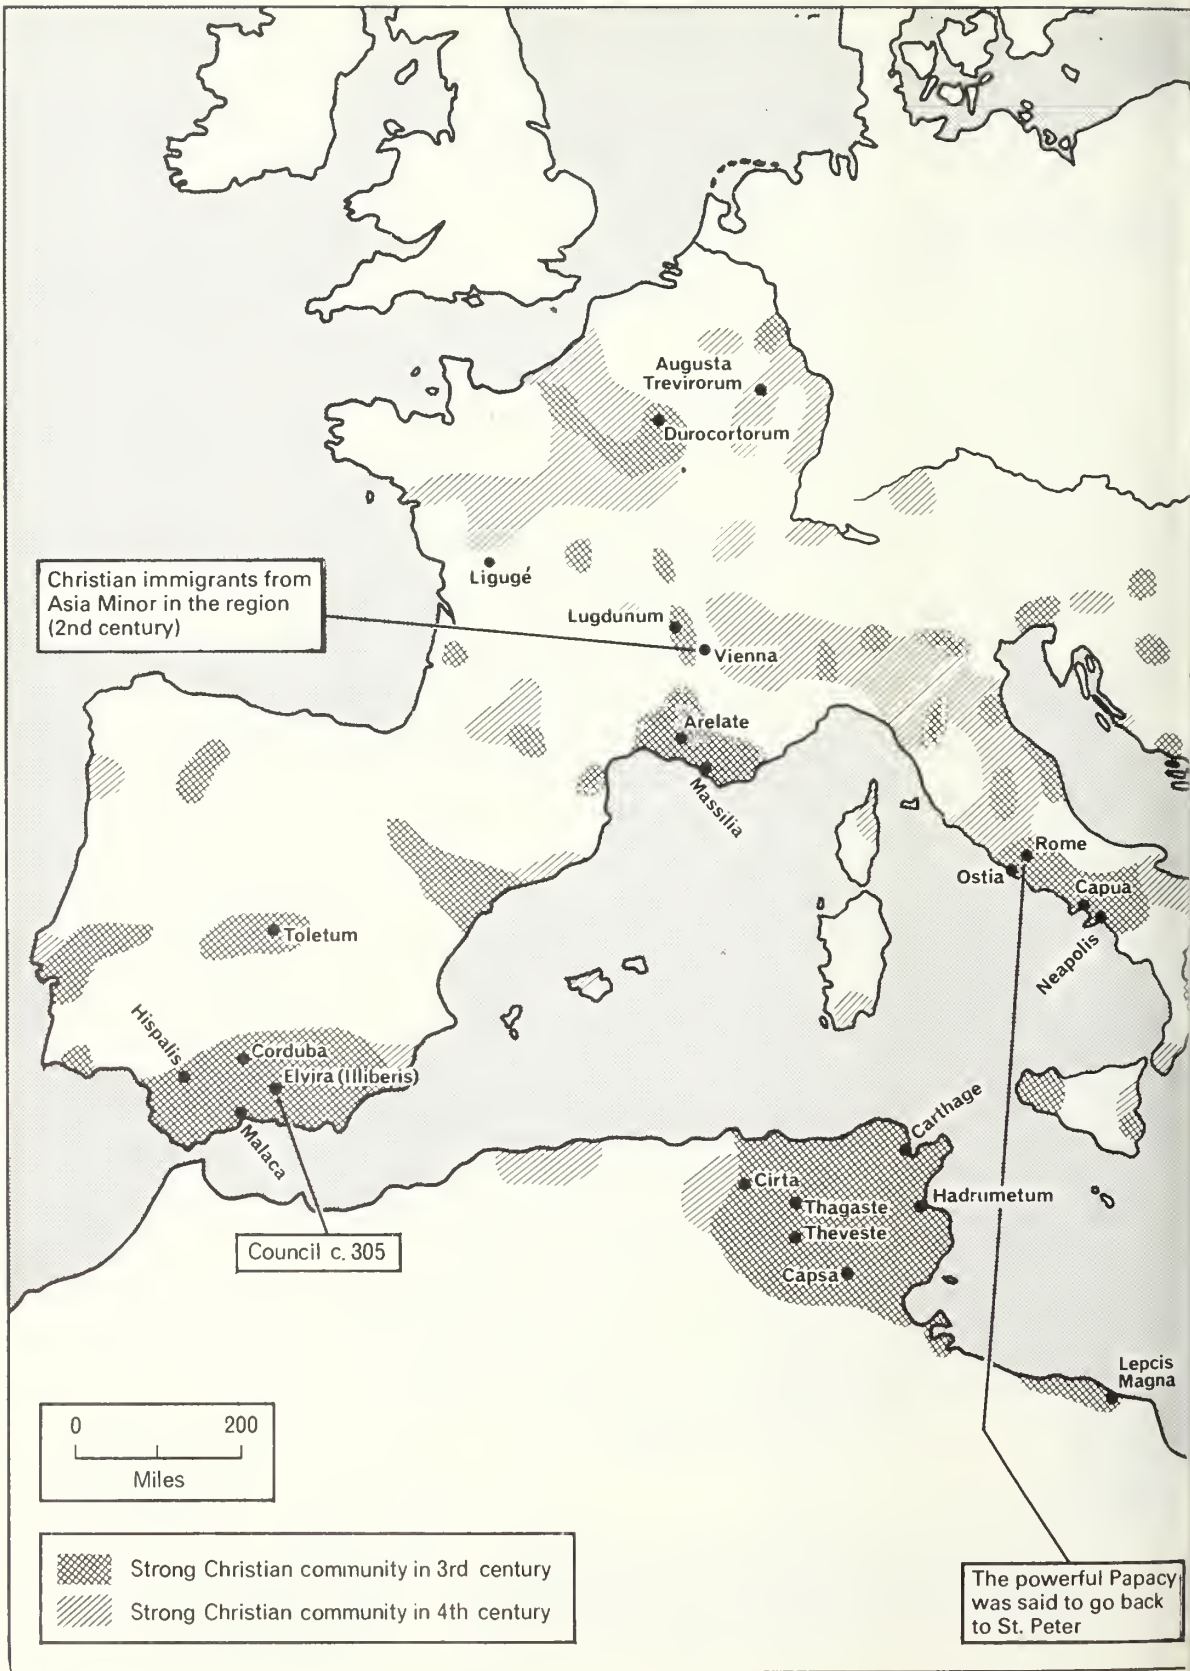 Augusta
Trevirorum
Durocortorum
Ligugé
Christian immigrants from
Asia Minor in the region
(2nd century)
Lugdunum
Vienna
Arelate
Massilia
Rome
Ostia
Capua
Neapolis
Toletum
Hispalis
Corduba
Elvira (Illiberis)
Malaca
Carthage
Cirta
Thagaste
Hadrumetum
Theveste
Capsa
Council c. 305
Lepcis
Magna
0 200
Miles
Strong Christian community in 3rd century
Strong Christian community in 4th century
The powerful Papacy
was said to go back
to St. Peter